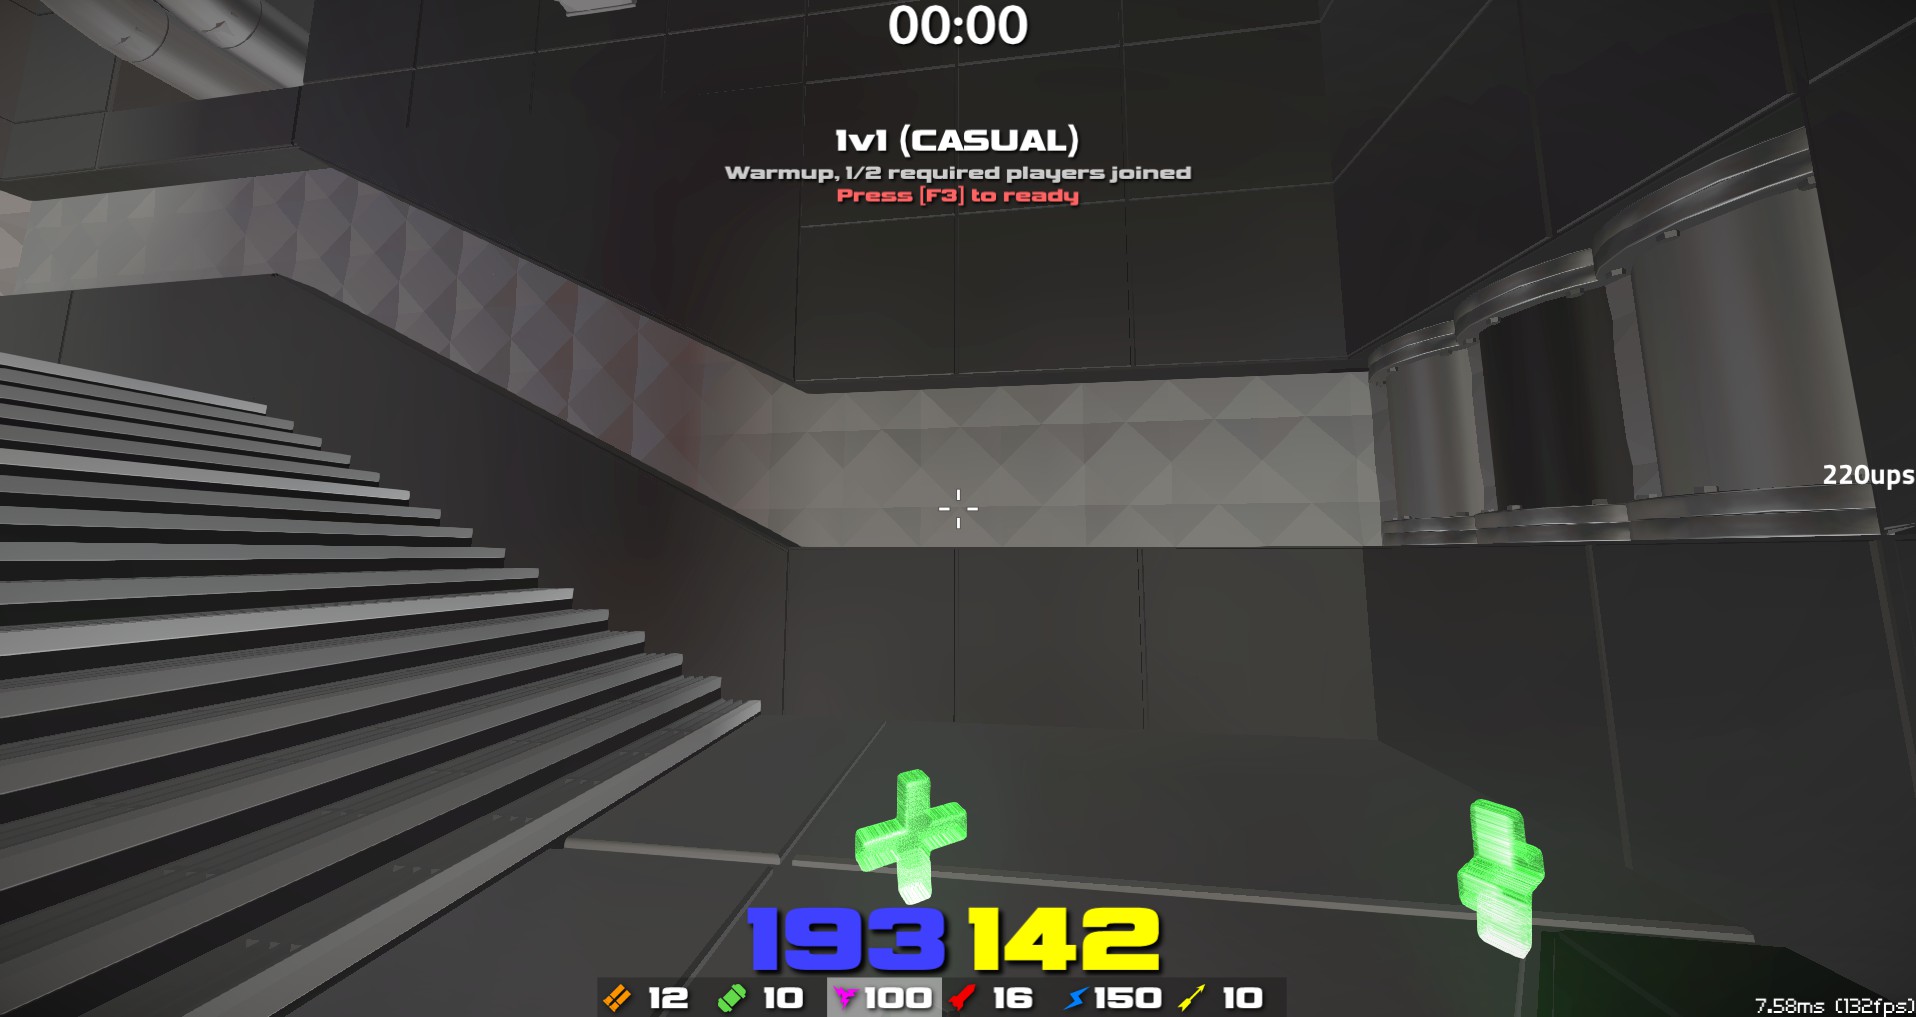 00:00
1v1 (CASUAL)
Warmup, 1/2 required players joined
Press [F3] to ready
220ups
193 142
12 10 100 16 150 10
7.58ms (132fps)